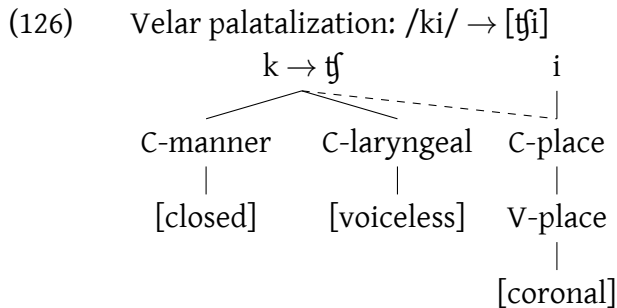 (126) Velar palatalization: /ki/ → [ʧi]
k → ʧ i
C-manner C-laryngeal C-place
[closed] [voiceless] V-place
[coronal]